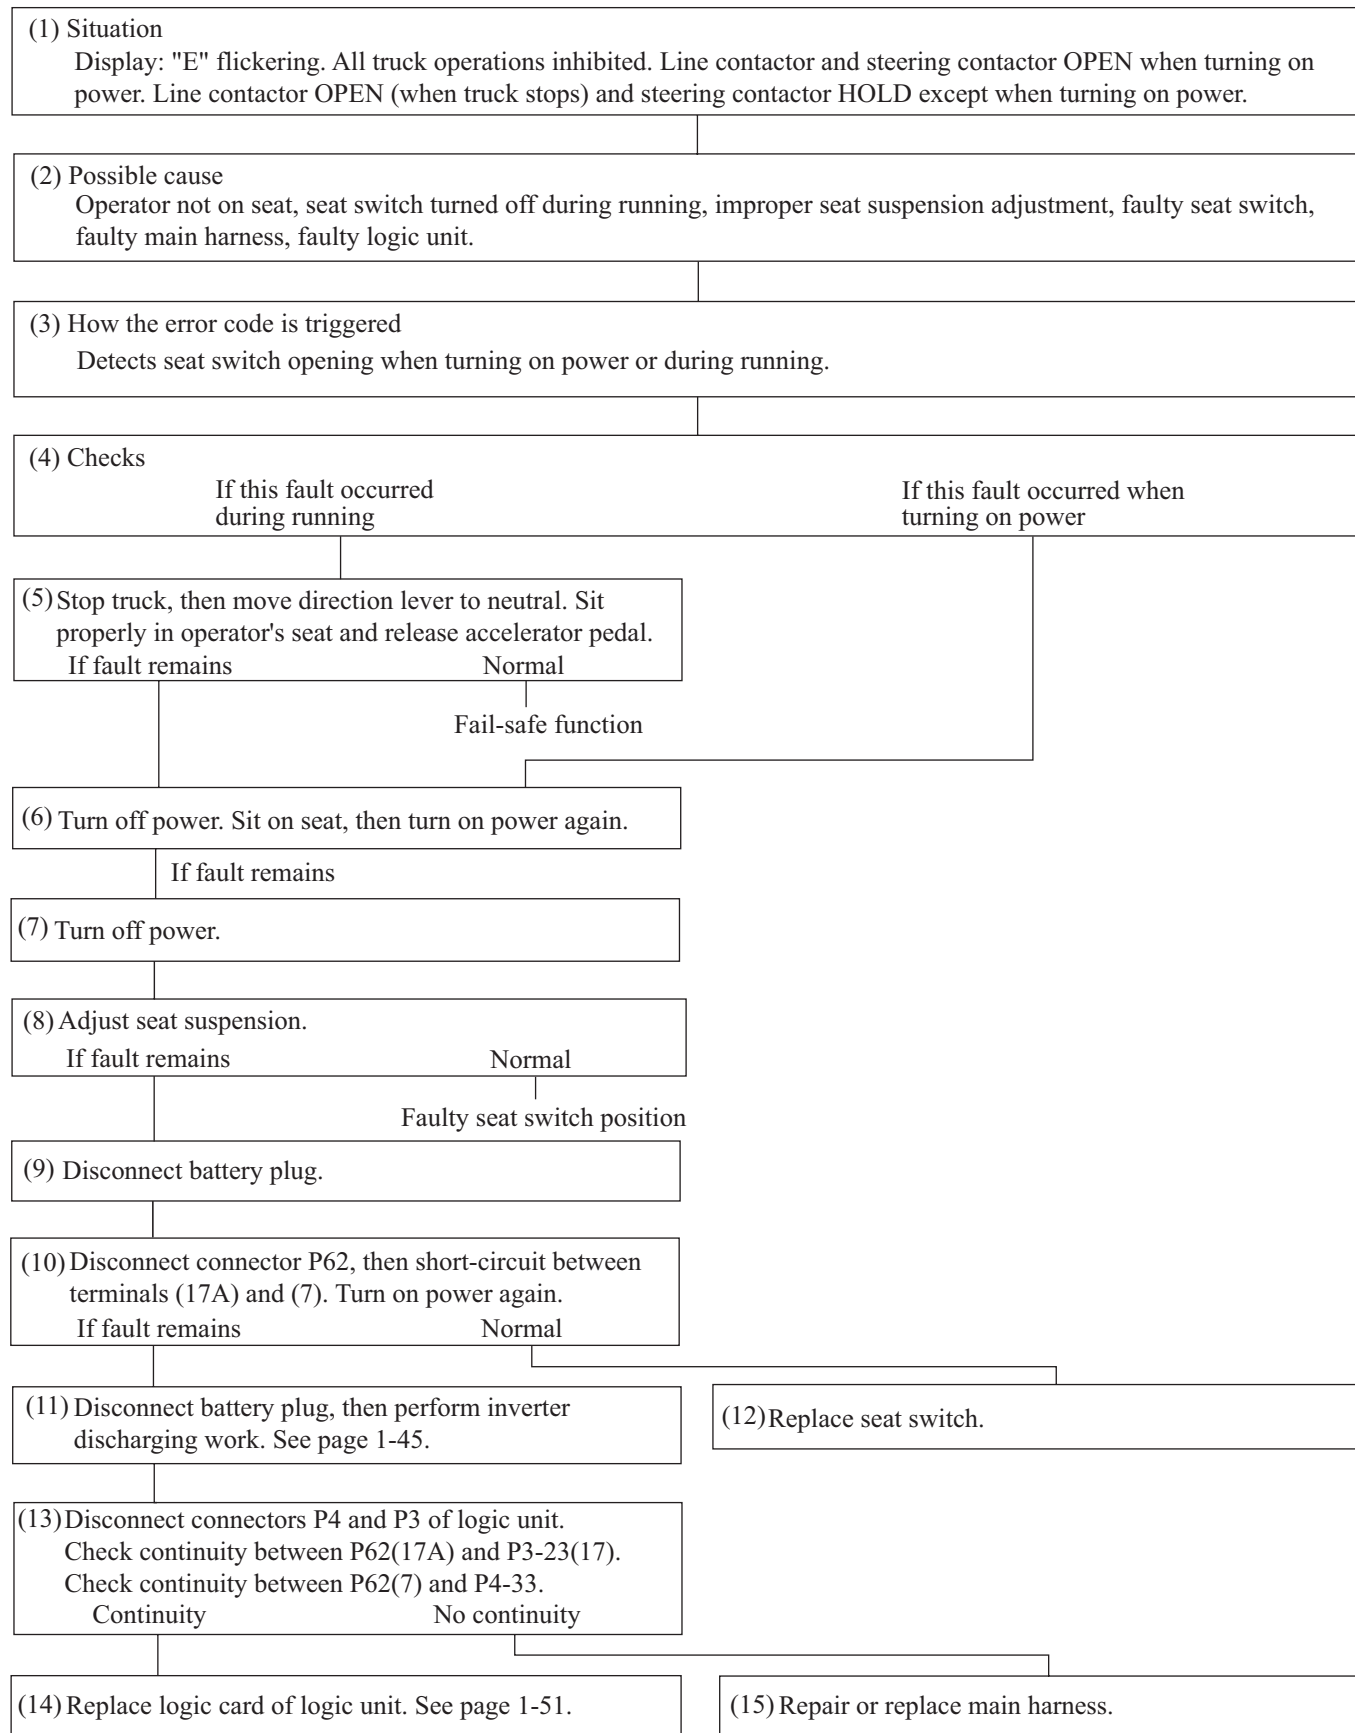 (1) Situation
Display: "E" flickering. All truck operations inhibited. Line contactor and steering contactor OPEN when turning on
power. Line contactor OPEN (when truck stops) and steering contactor HOLD except when turning on power.
(2) Possible cause
Operator not on seat, seat switch turned off during running, improper seat suspension adjustment, faulty seat switch,
faulty main harness, faulty logic unit.
(3) How the error code is triggered
Detects seat switch opening when turning on power or during running.
(4) Checks
If this fault occurred
during running
If this fault occurred when
turning on power
(5) Stop truck, then move direction lever to neutral. Sit
properly in operator's seat and release accelerator pedal.
If fault remains
Normal
Fail-safe function
(6) Turn off power. Sit on seat, then turn on power again.
If fault remains
(7) Turn off power.
(8) Adjust seat suspension.
If fault remains
Normal
Faulty seat switch position
(9) Disconnect battery plug.
(10) Disconnect connector P62, then short-circuit between
terminals (17A) and (7). Turn on power again.
If fault remains
Normal
(11) Disconnect battery plug, then perform inverter
discharging work. See page 1-45.
(12) Replace seat switch.
(13) Disconnect connectors P4 and P3 of logic unit.
Check continuity between P62(17A) and P3-23(17).
Check continuity between P62(7) and P4-33.
Continuity
No continuity
(14) Replace logic card of logic unit. See page 1-51.
(15) Repair or replace main harness.